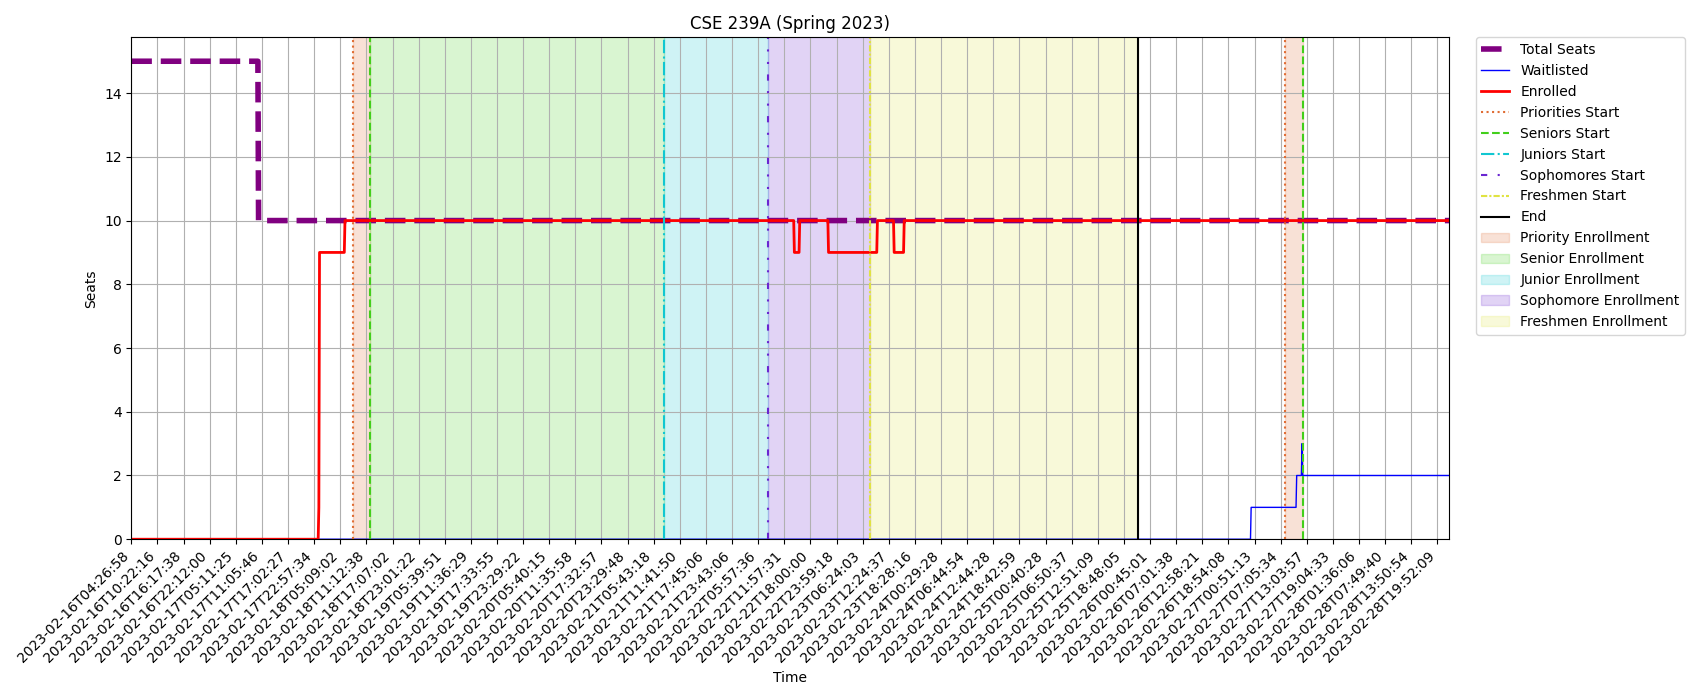 CSE 239A (Spring 2023)
Total Seats
Waitlisted
Enrolled
Priorities Start
Seniors Start
Juniors Start
Sophomores Start
Freshmen Start
End
Priority Enrollment
Senior Enrollment
Junior Enrollment
Sophomore Enrollment
Freshmen Enrollment
Seats
14
12
10
8
6
4
2
0
2023-02-16T04:26:58
2023-02-16T10:22:16
2023-02-16T16:17:38
2023-02-16T22:12:00
2023-02-17T05:11:25
2023-02-17T11:05:46
2023-02-17T17:02:27
2023-02-17T22:57:34
2023-02-18T05:09:02
2023-02-18T11:12:38
2023-02-18T17:07:02
2023-02-18T23:01:22
2023-02-19T05:39:51
2023-02-19T11:36:29
2023-02-19T17:33:55
2023-02-19T23:29:22
2023-02-20T05:40:15
2023-02-20T11:35:58
2023-02-20T17:32:57
2023-02-20T23:29:48
2023-02-21T05:43:18
2023-02-21T11:41:50
2023-02-21T17:45:06
2023-02-21T23:43:06
2023-02-22T05:57:36
2023-02-22T11:57:31
2023-02-22T18:00:00
2023-02-22T23:59:18
2023-02-23T06:24:03
2023-02-23T12:24:37
2023-02-23T18:28:16
2023-02-24T00:29:28
2023-02-24T06:44:54
2023-02-24T12:44:28
2023-02-24T18:42:59
2023-02-25T00:40:28
2023-02-25T06:50:37
2023-02-25T12:51:09
2023-02-25T18:48:05
2023-02-26T00:45:01
2023-02-26T07:01:38
2023-02-26T12:58:21
2023-02-26T18:54:08
2023-02-27T00:51:13
2023-02-27T07:05:34
2023-02-27T13:03:57
2023-02-27T19:04:33
2023-02-28T01:36:06
2023-02-28T07:49:40
2023-02-28T13:50:54
2023-02-28T19:52:09
Time